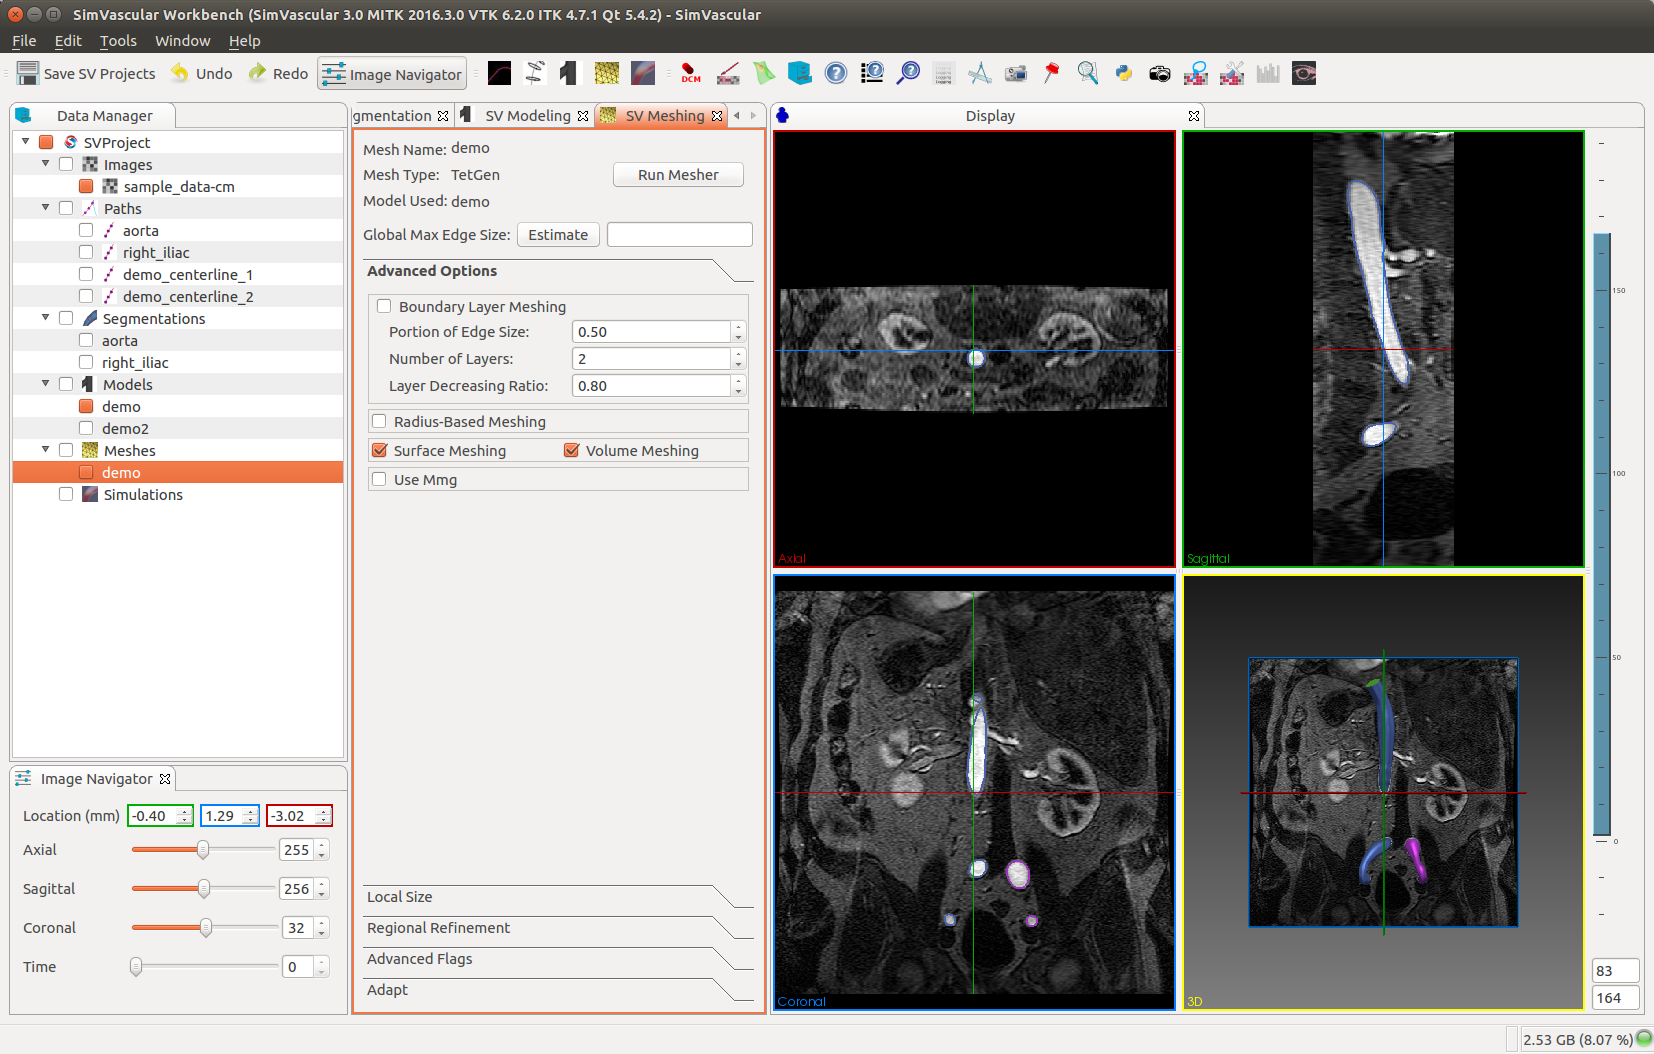 SimVascular Workbench (SimVascular 3.0 MITK 2016.3.0 VTK 6.2.0 ITK 4.7.1 Qt 5.4.2) - SimVascular
File Edit Tools Window Help
Save SV Projects Undo Redo Image Navigator DCM
Data Manager
SVProject
Images
sample_data-cm
Paths
aorta
right_iliac
demo_centerline_1
demo_centerline_2
Segmentations
aorta
right_iliac
Models
demo
demo2
Meshes
demo
Simulations
Image Navigator
Location (mm) -0.40 1.29 -3.02
Axial 255
Sagittal 256
Coronal 32
Time 0
gmentation SV Modeling SV Meshing
Mesh Name: demo
Mesh Type: TetGen Run Mesher
Model Used: demo
Global Max Edge Size: Estimate
Advanced Options
Boundary Layer Meshing
Portion of Edge Size: 0.50
Number of Layers: 2
Layer Decreasing Ratio: 0.80
Radius-Based Meshing
Surface Meshing Volume Meshing
Use Mmg
Local Size
Regional Refinement
Advanced Flags
Adapt
Display
Axial
Sagittal
Coronal
3D
150
100
50
0
83
164
2.53 GB (8.07 %)